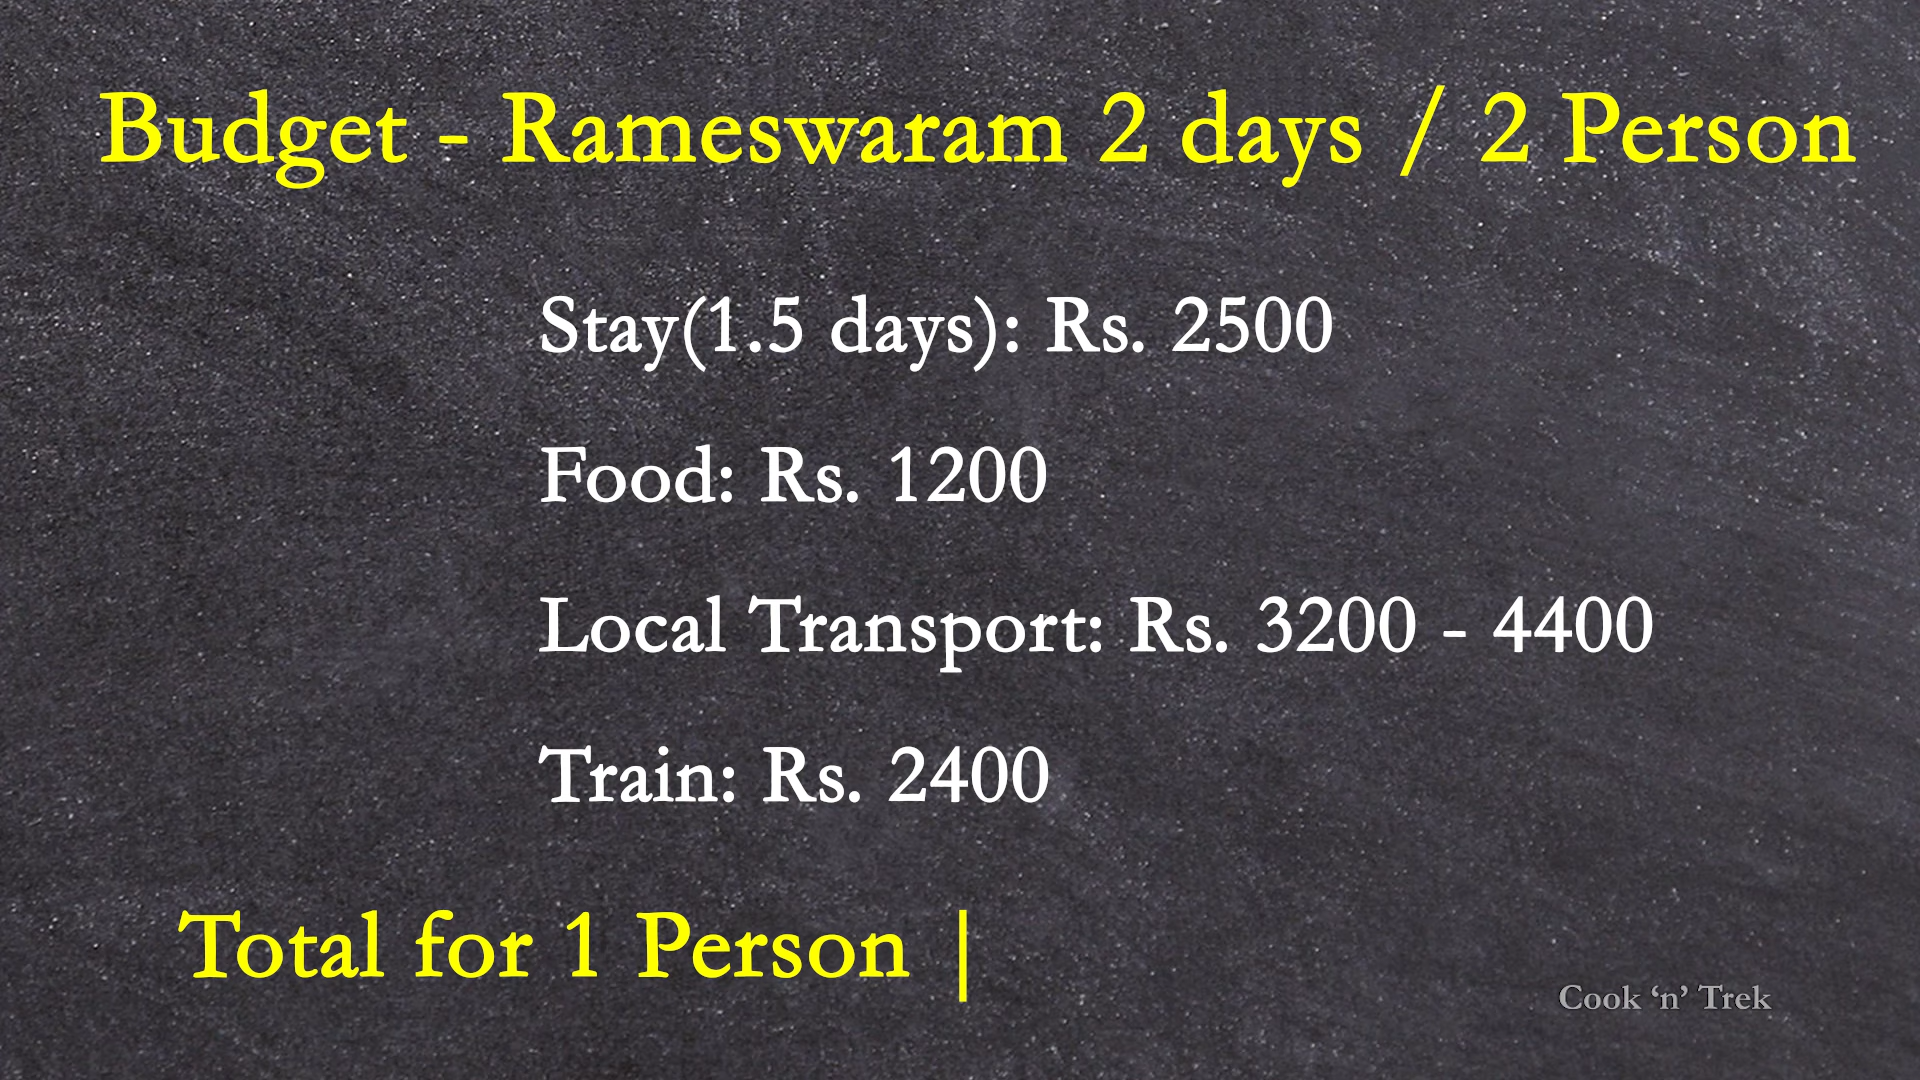 Budget - Rameswaram 2 days / 2 Person
Stay(1.5 days): Rs. 2500
Food: Rs. 1200
Local Transport: Rs. 3200 - 4400
Train: Rs. 2400
Total for 1 Person |
Cook ‘n’ Trek